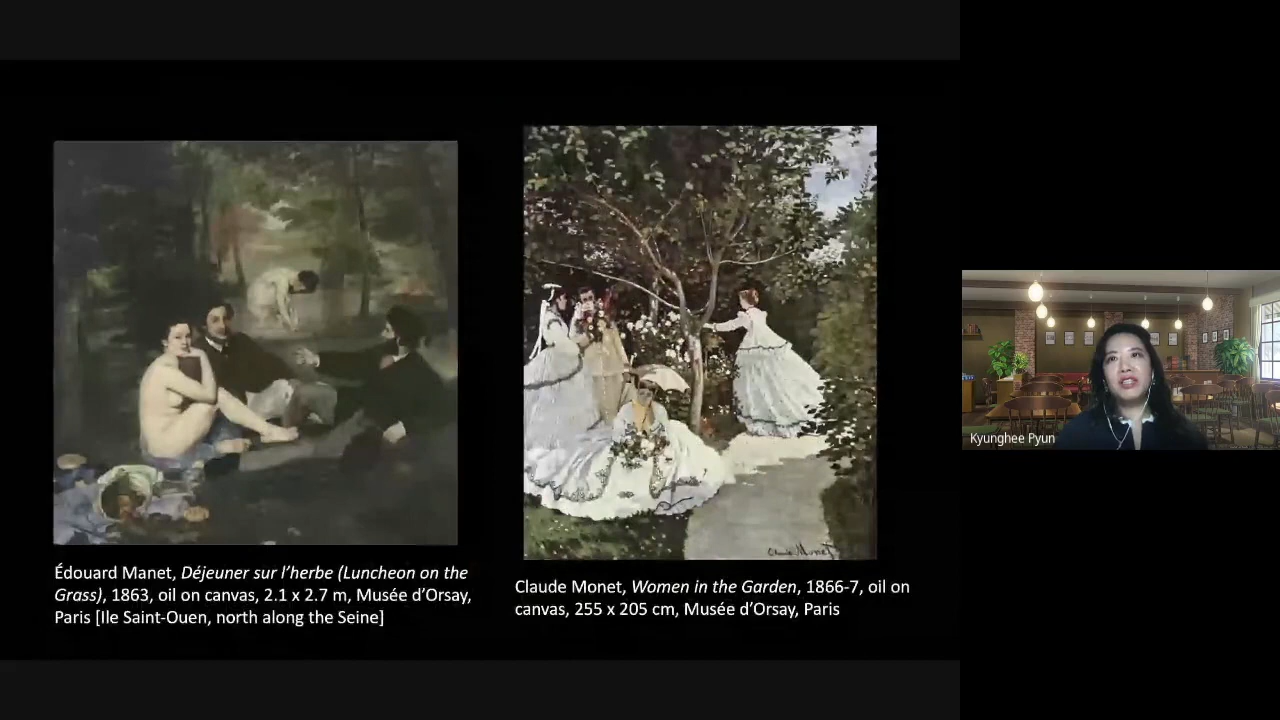 Édouard Manet, Déjeuner sur l’herbe (Luncheon on the
Grass), 1863, oil on canvas, 2.1 x 2.7 m, Musée d’Orsay,
Paris [Ile Saint-Ouen, north along the Seine]
Claude Monet
Claude Monet, Women in the Garden, 1866-7, oil on
canvas, 255 x 205 cm, Musée d’Orsay, Paris
Kyunghee Pyun